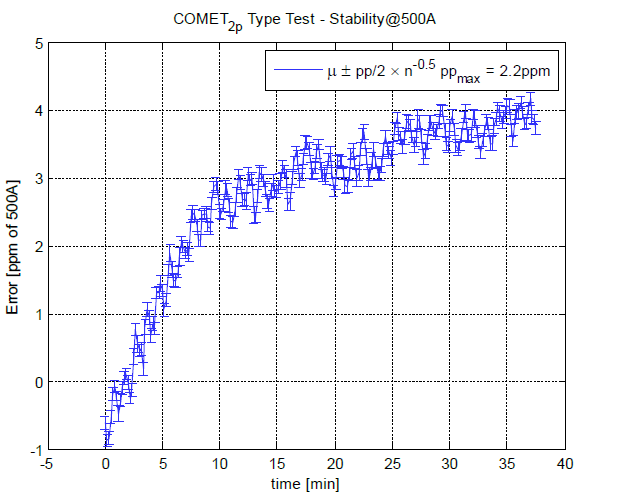 COMET2p Type Test - Stability@500A
μ ± pp/2 × n-0.5 ppmax = 2.2ppm
5
4
3
2
1
0
-1
Error [ppm of 500A]
-5 0 5 10 15 20 25 30 35 40
time [min]